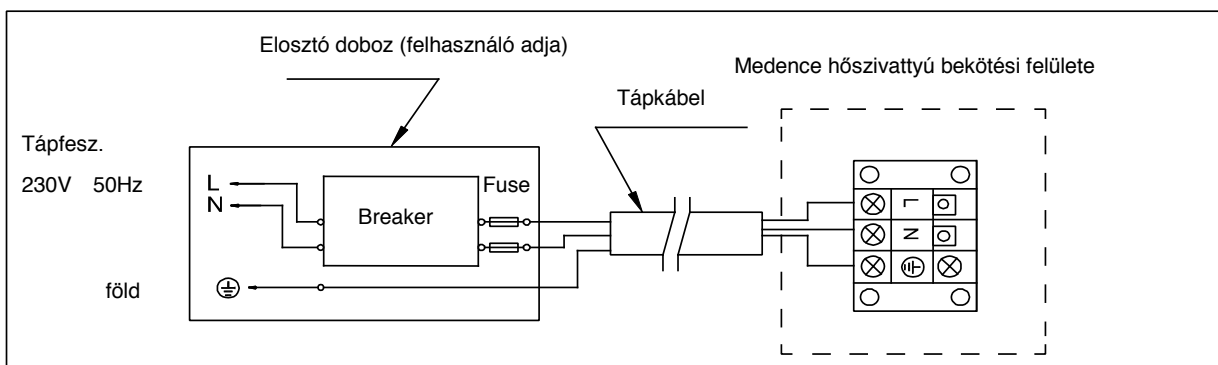 Elosztó doboz (felhasználó adja)
Medence hőszivattyú bekötési felülete
Tápkábel
Tápfesz.
230V 50Hz
L
N
Fuse
Breaker
föld
L
N